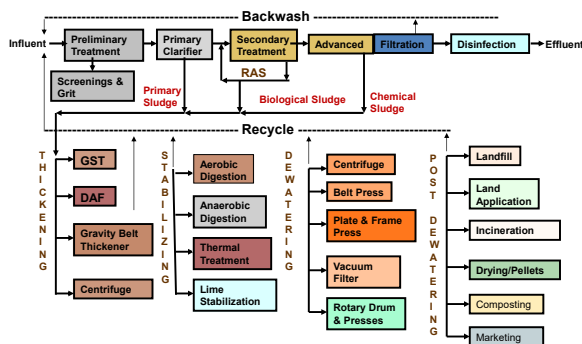 Backwash
Influent
Preliminary
Treatment
Primary
Clarifier
Secondary
Treatment
Advanced
Filtration
Disinfection
Effluent
RAS
Screenings &
Grit
Primary
Sludge
Biological Sludge
Chemical
Sludge
Recycle
THICKENING
GST
DAF
Gravity Belt
Thickener
Centrifuge
STABILIZING
Aerobic
Digestion
Anaerobic
Digestion
Thermal
Treatment
Lime
Stabilization
DEWATERING
Centrifuge
Belt Press
Plate & Frame
Press
Vacuum
Filter
Rotary Drum
& Presses
POST DEWATERING
Landfill
Land
Application
Incineration
Drying/Pellets
Composting
Marketing